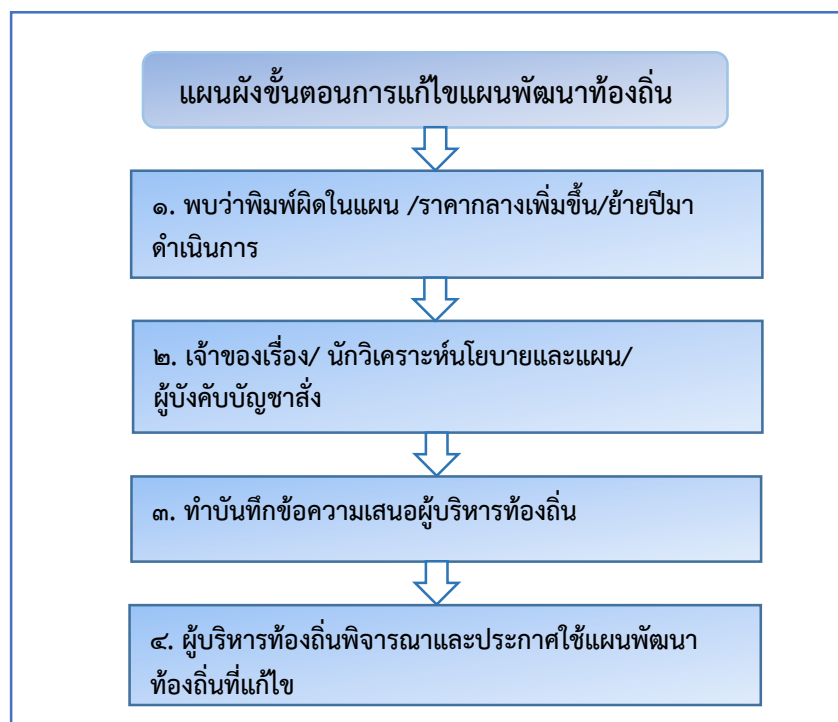 แผนผังขั้นตอนการแก้ไขแผนพัฒนาท้องถิ่น
๑. พบว่าพิมพ์ผิดในแผน /ราคากลางเพิ่มขึ้น/ย้ายปีมา
ดำเนินการ
๒. เจ้าของเรื่อง/ นักวิเคราะห์นโยบายและแผน/
ผู้บังคับบัญชาสั่ง
๓. ทำบันทึกข้อความเสนอผู้บริหารท้องถิ่น
๔. ผู้บริหารท้องถิ่นพิจารณาและประกาศใช้แผนพัฒนา
ท้องถิ่นที่แก้ไข